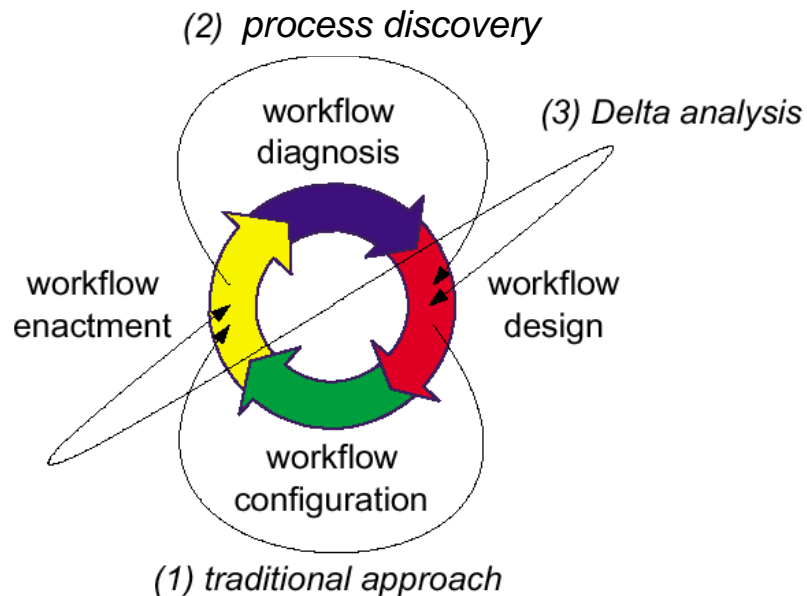 (2) process discovery
workflow
diagnosis
(3) Delta analysis
workflow
enactment
workflow
design
workflow
configuration
(1) traditional approach